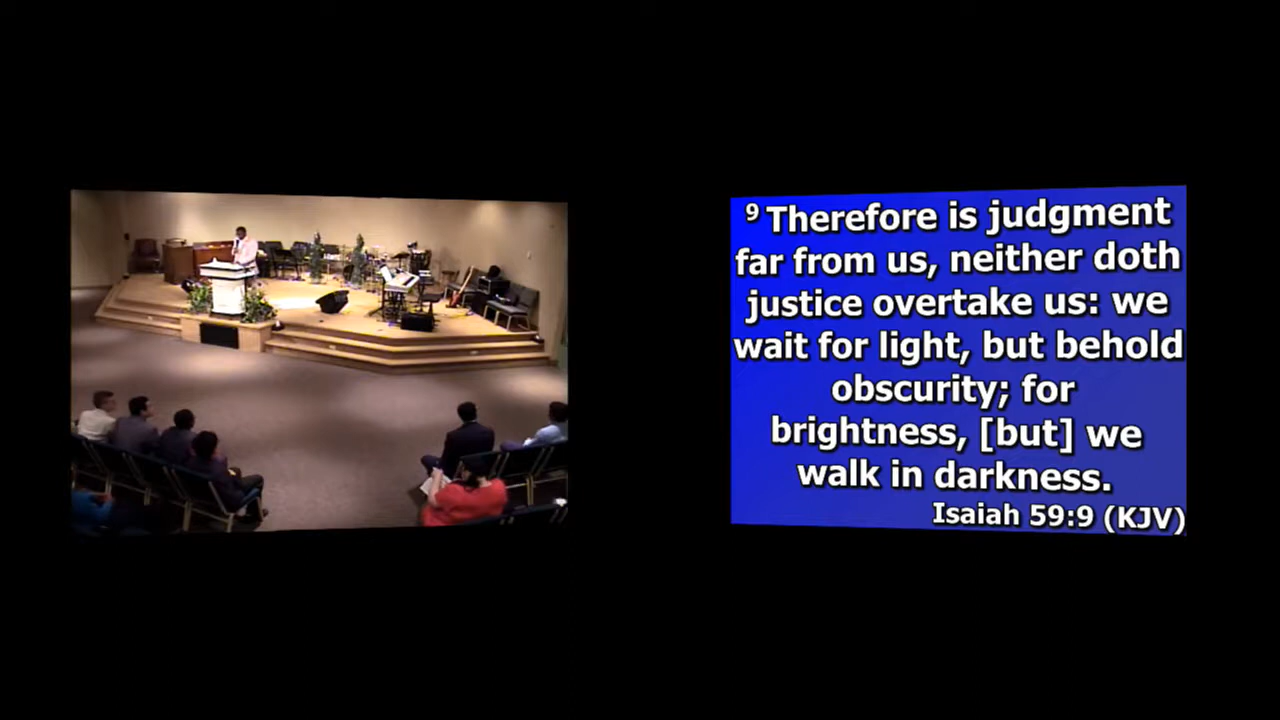 9 Therefore is judgment
far from us, neither doth
justice overtake us: we
wait for light, but behold
obscurity; for
brightness, [but] we
walk in darkness.
Isaiah 59:9 (KJV)